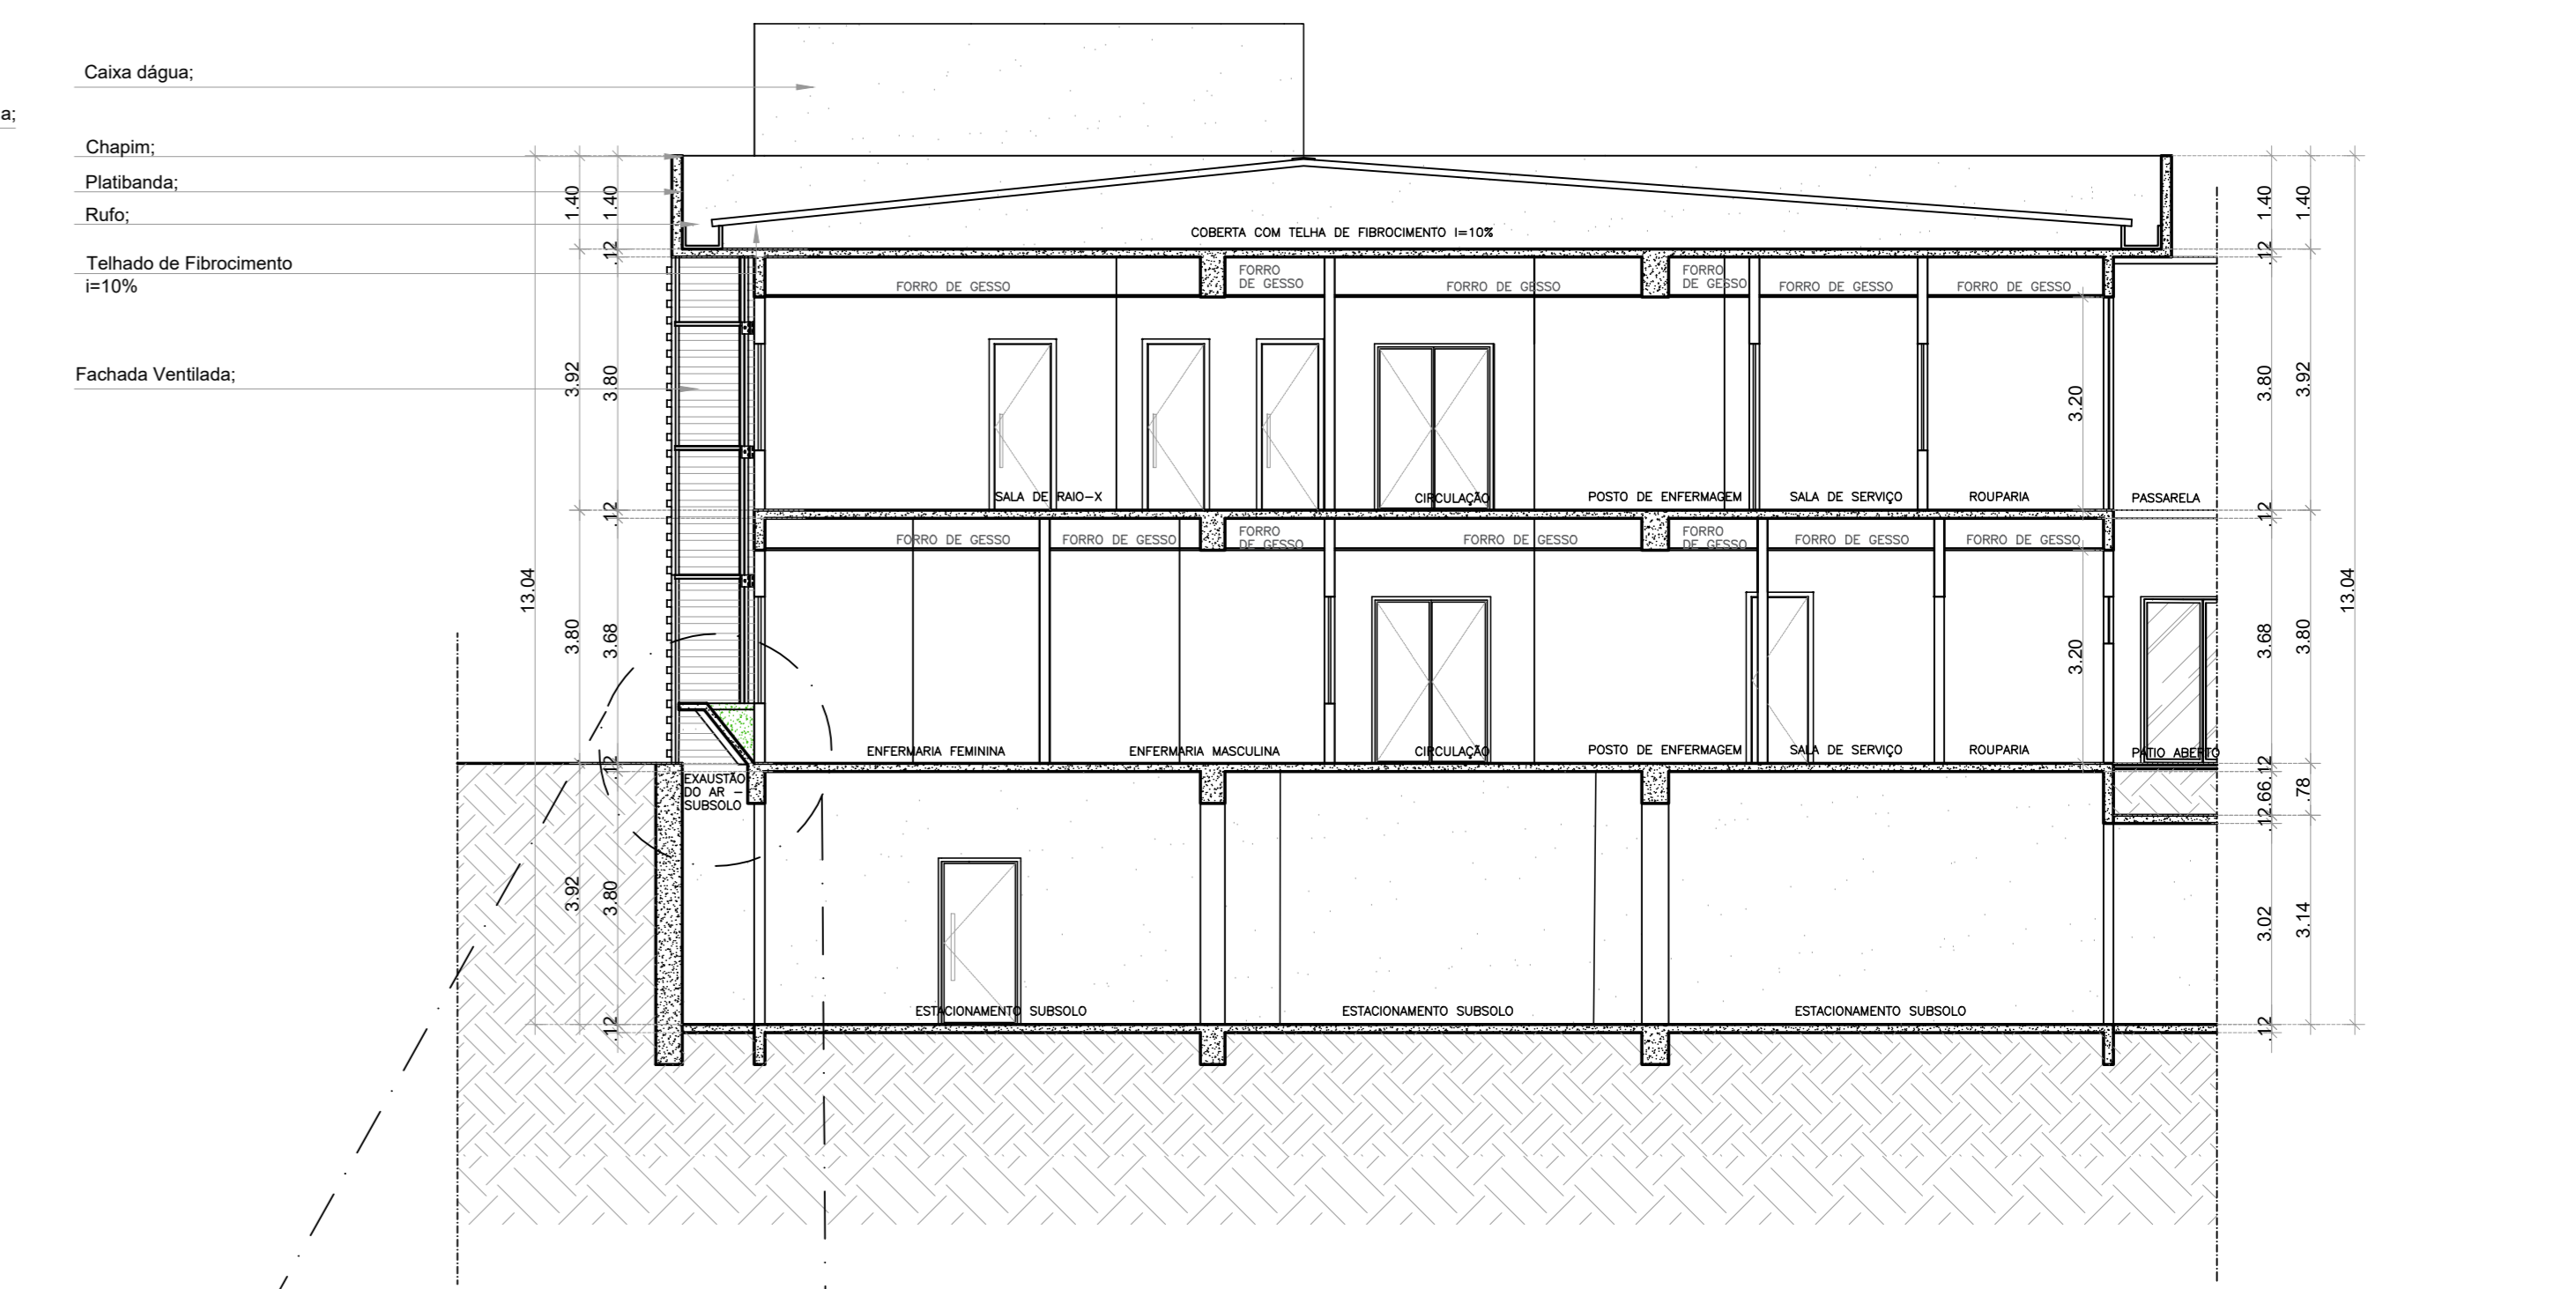 Caixa dágua;
a;
Chapim;
Platibanda;
Rufo;
Telhado de Fibrocimento
i=10%
Fachada Ventilada;
COBERTA COM TELHA DE FIBROCIMENTO I=10%
FORRO DE GESSO
FORRO
DE GESSO
FORRO DE GESSO
FORRO
DE GESSO
FORRO DE GESSO
FORRO DE GESSO
SALA DE RAIO-X
CIRCULAÇÃO
POSTO DE ENFERMAGEM
SALA DE SERVIÇO
ROUPARIA
PASSARELA
FORRO DE GESSO
FORRO DE GESSO
FORRO
DE GESSO
FORRO DE GESSO
FORRO
DE GESSO
FORRO DE GESSO
FORRO DE GESSO
ENFERMARIA FEMININA
ENFERMARIA MASCULINA
CIRCULAÇÃO
POSTO DE ENFERMAGEM
SALA DE SERVIÇO
ROUPARIA
PATIO ABERTO
EXAUSTÃO
DO AR -
SUBSOLO
ESTACIONAMENTO SUBSOLO
ESTACIONAMENTO SUBSOLO
ESTACIONAMENTO SUBSOLO
13.04
1.40
3.92
3.80
3.92
1.40
.12
3.80
.12
3.68
.12
3.80
.12
3.20
3.20
1.40
.12
3.80
.12
3.68
.12
.66
.12
3.02
.12
1.40
3.92
3.80
.78
3.14
13.04